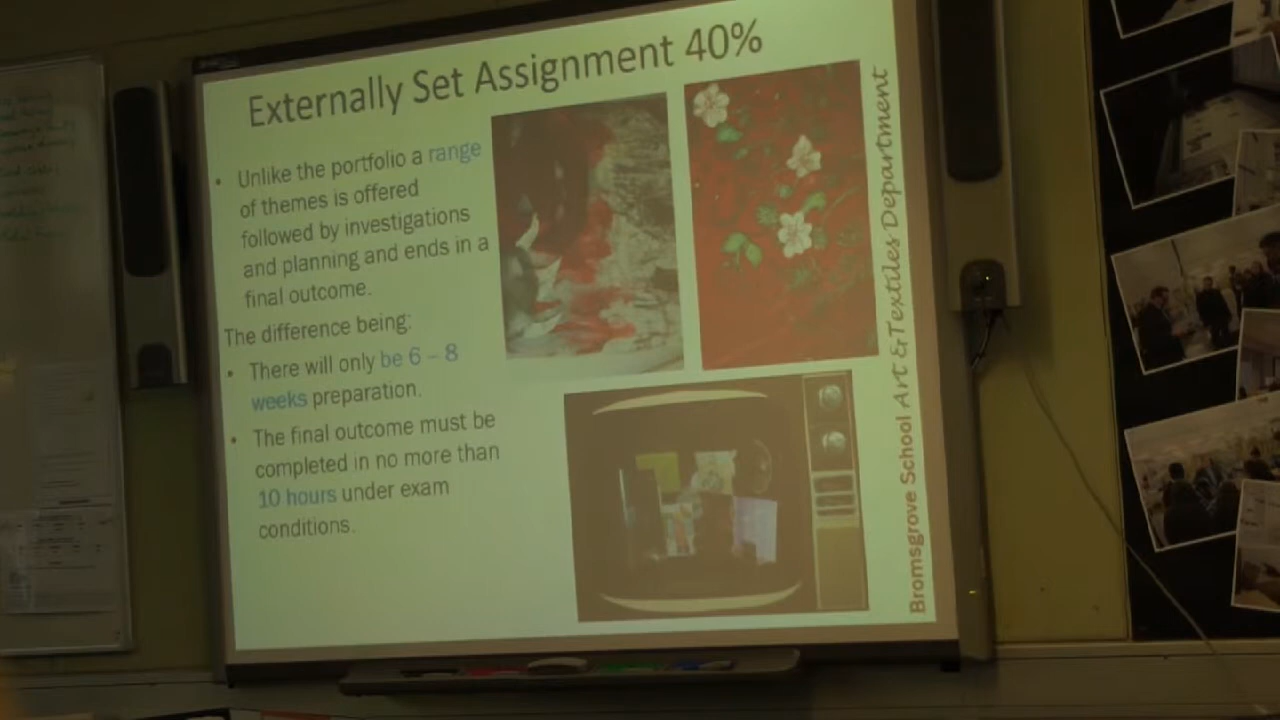 Externally Set Assignment 40%
• Unlike the portfolio a range
of themes is offered
followed by investigations
and planning and ends in a
final outcome.
The difference being:
• There will only be 6 – 8
weeks preparation.
• The final outcome must be
completed in no more than
10 hours under exam
conditions.
Bromsgrove School Art & Textiles Department